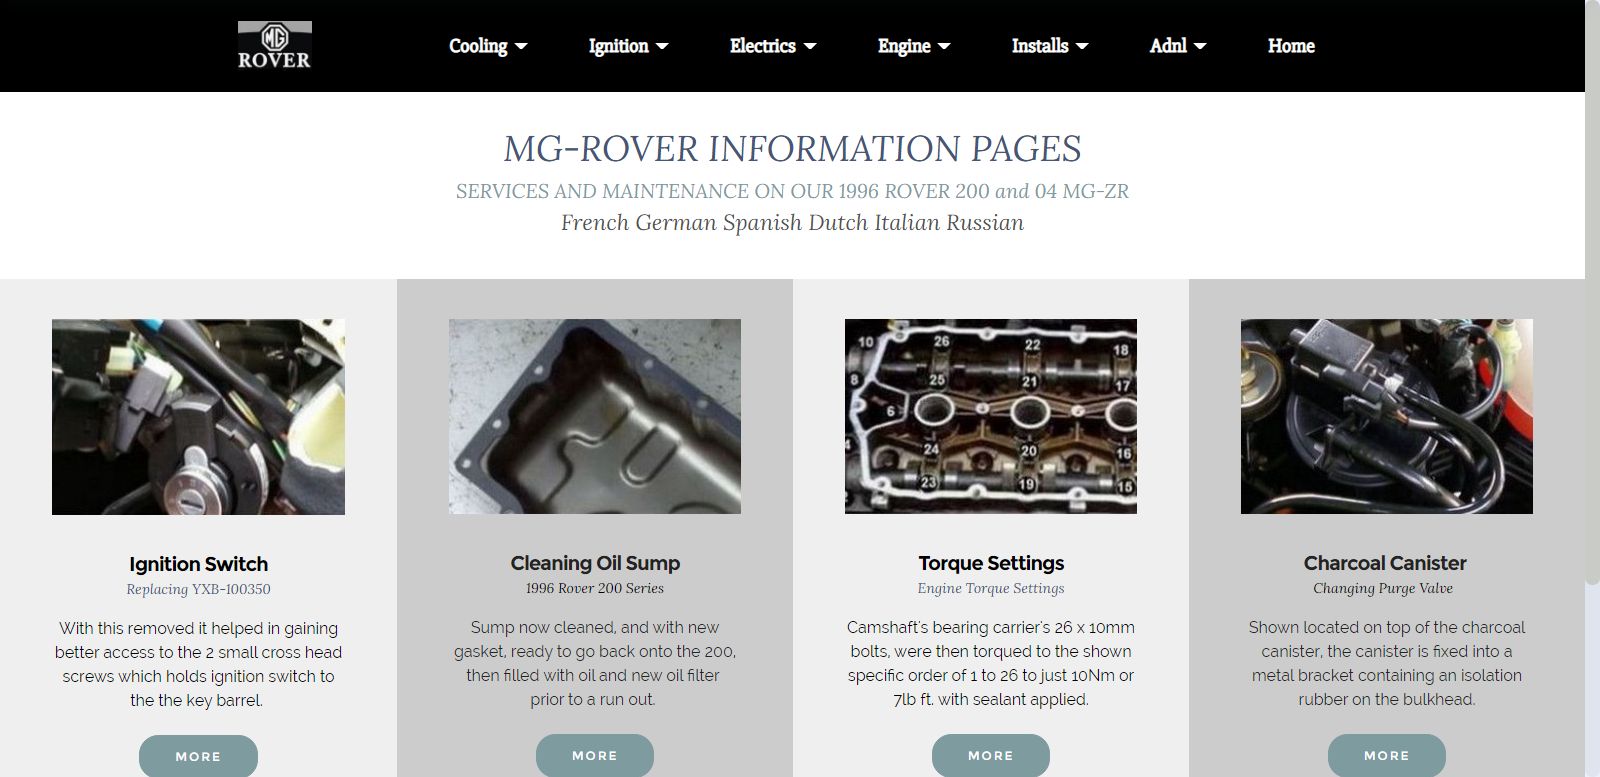 MG
ROVER
Cooling Ignition Electrics Engine Installs Adnl Home
MG-ROVER INFORMATION PAGES
SERVICES AND MAINTENANCE ON OUR 1996 ROVER 200 and 04 MG-ZR
French German Spanish Dutch Italian Russian
10 26 22 18
8 25 21 17
6
24 20 16
23 19 15
Ignition Switch
Replacing YXB-100350
With this removed it helped in gaining
better access to the 2 small cross head
screws which holds ignition switch to
the the key barrel.
MORE
Cleaning Oil Sump
1996 Rover 200 Series
Sump now cleaned, and with new
gasket, ready to go back onto the 200,
then filled with oil and new oil filter
prior to a run out.
MORE
Torque Settings
Engine Torque Settings
Camshaft's bearing carrier's 26 x 10mm
bolts, were then torqued to the shown
specific order of 1 to 26 to just 10Nm or
7lb ft. with sealant applied.
MORE
Charcoal Canister
Changing Purge Valve
Shown located on top of the charcoal
canister, the canister is fixed into a
metal bracket containing an isolation
rubber on the bulkhead.
MORE